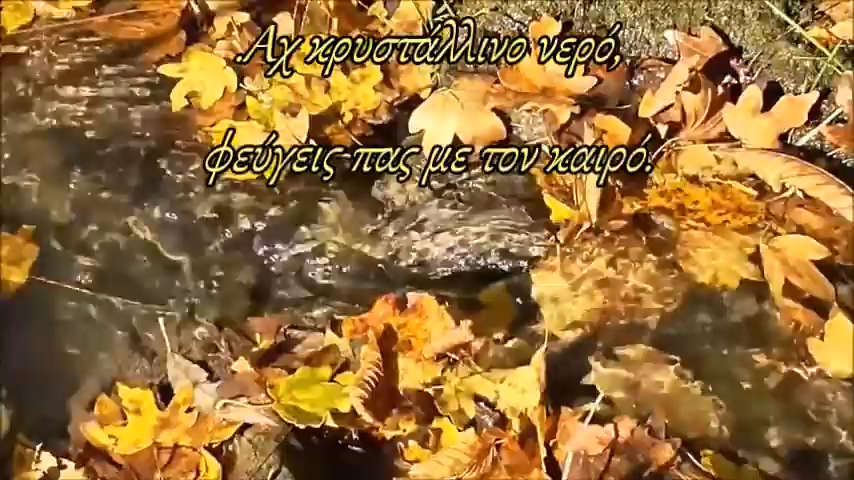 .Αχ κρυστάλλινο νερό,
φεύγεις πας με τον καιρό.